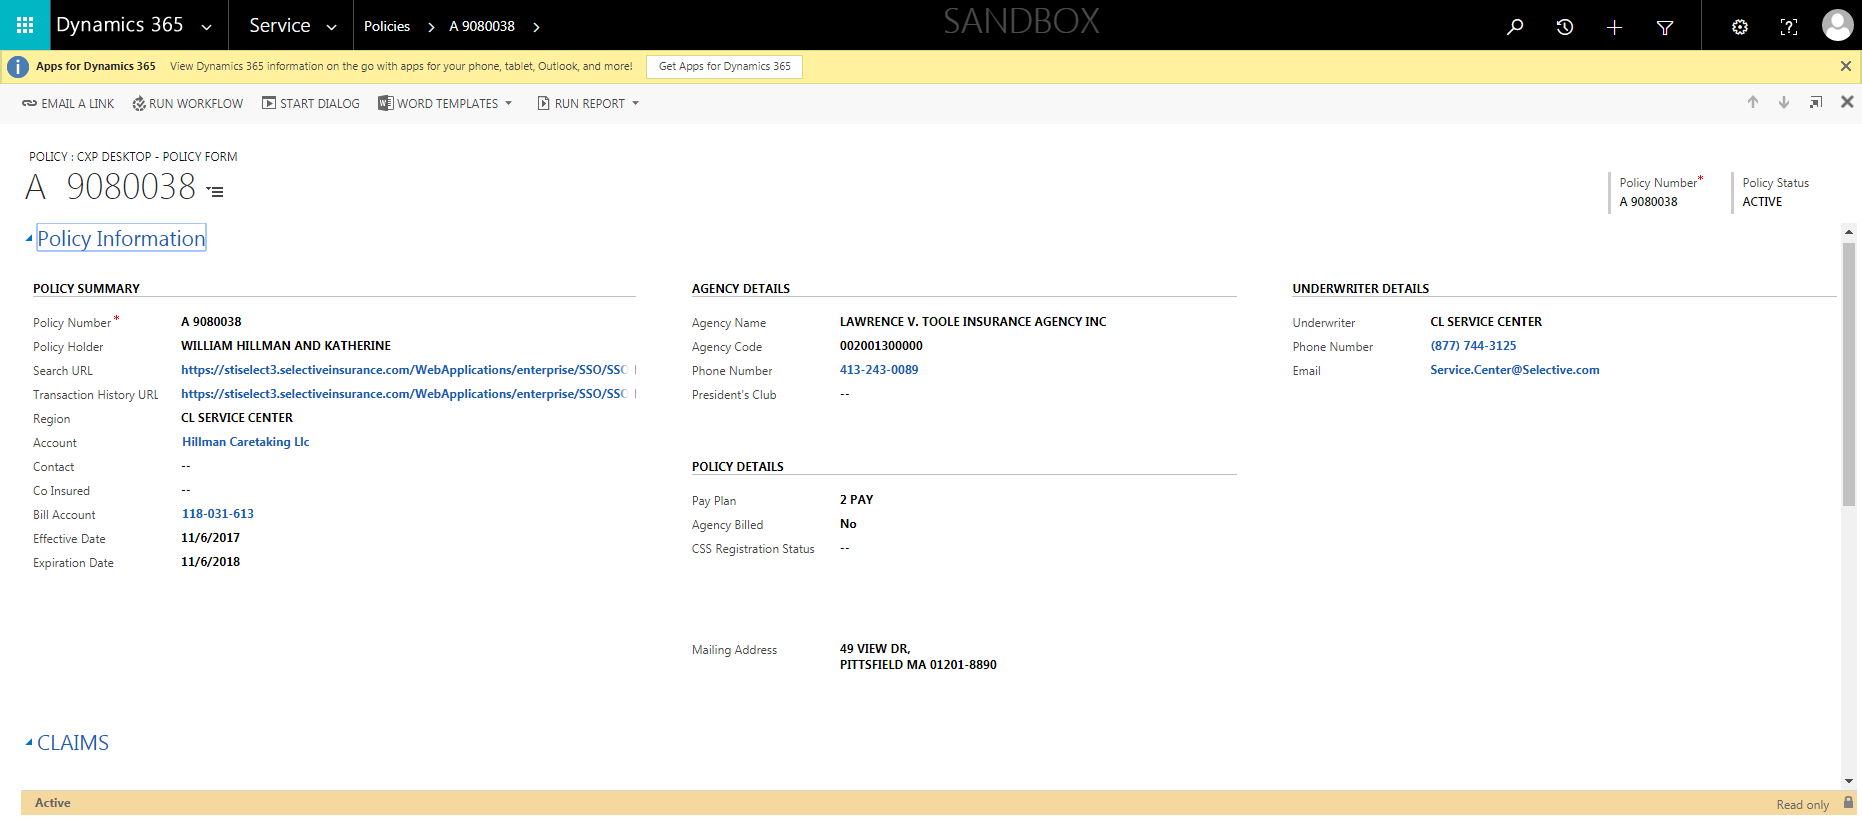 Dynamics 365 Service Policies > A 9080038 > SANDBOX
Apps for Dynamics 365 View Dynamics 365 information on the go with apps for your phone, tablet, Outlook, and more! Get Apps for Dynamics 365
EMAIL A LINK RUN WORKFLOW START DIALOG WORD TEMPLATES RUN REPORT
POLICY : CXP DESKTOP - POLICY FORM
A 9080038
Policy Number* Policy Status
A 9080038 ACTIVE
Policy Information
POLICY SUMMARY
Policy Number* A 9080038
Policy Holder WILLIAM HILLMAN AND KATHERINE
Search URL https://stiselect3.selectiveinsurance.com/WebApplications/enterprise/SSO/SSO
Transaction History URL https://stiselect3.selectiveinsurance.com/WebApplications/enterprise/SSO/SSO
Region CL SERVICE CENTER
Account Hillman Caretaking Llc
Contact --
Co Insured --
Bill Account 118-031-613
Effective Date 11/6/2017
Expiration Date 11/6/2018
AGENCY DETAILS
Agency Name LAWRENCE V. TOOLE INSURANCE AGENCY INC
Agency Code 002001300000
Phone Number 413-243-0089
President's Club --
POLICY DETAILS
Pay Plan 2 PAY
Agency Billed No
CSS Registration Status --
Mailing Address 49 VIEW DR,
PITTSFIELD MA 01201-8890
UNDERWRITER DETAILS
Underwriter CL SERVICE CENTER
Phone Number (877) 744-3125
Email Service.Center@Selective.com
CLAIMS
Active Read only